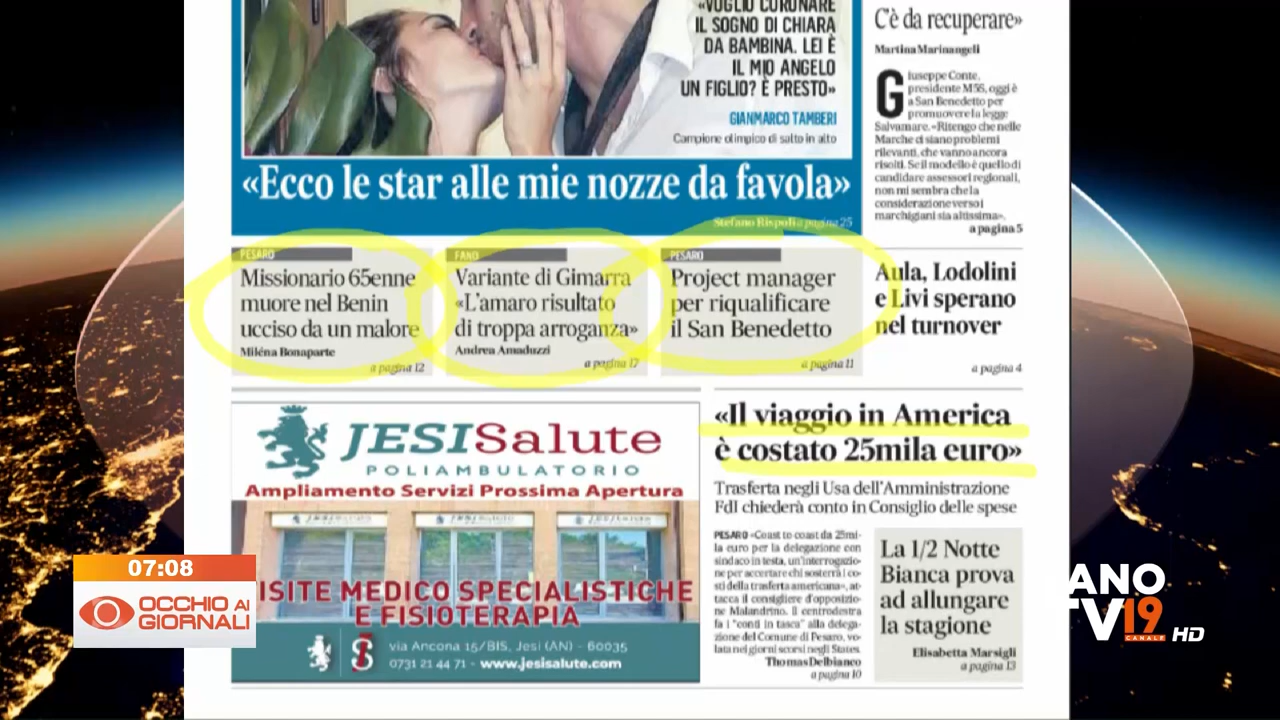 «VOGLIO CORONARE
IL SOGNO DI CHIARA
DA BAMBINA. LEI È
IL MIO ANGELO
UN FIGLIO? È PRESTO»
GIANMARCO TAMBERI
Campione olimpico di salto in alto
«Ecco le star alle mie nozze da favola»
Stefano Rispoli a pagina 25
C'è da recuperare»
Martina Marinangeli
Giuseppe Conte,
presidente M5S, oggi è
a San Benedetto per
promuovere la legge
Salvamare. «Ritengo che nelle
Marche ci siano problemi
rilevanti, che vanno ancora
risolti. Se il modello è quello di
candidare assessori regionali,
non mi sembra che la
considerazione verso i
marchigiani sia altissima».
a pagina 5
PESARO
Missionario 65enne
muore nel Benin
ucciso da un malore
Miléna Bonaparte
a pagina 12
FANO
Variante di Gimarra
«L'amaro risultato
di troppa arroganza»
Andrea Amaduzzi
a pagina 17
PESARO
Project manager
per riqualificare
il San Benedetto
a pagina 11
Aula, Lodolini
e Livi sperano
nel turnover
a pagina 4
JESISalute
POLIAMBULATORIO
Ampliamento Servizi Prossima Apertura
ISITE MEDICO SPECIALISTICHE
E FISIOTERAPIA
via Ancona 15/BIS, Jesi (AN) - 60035
0731 21 44 71 - www.jesisalute.com
«Il viaggio in America
è costato 25mila euro»
Trasferta negli Usa dell'Amministrazione
FdI chiederà conto in Consiglio delle spese
PESARO «Coast to coast da 25mi-
la euro per la delegazione con
sindaco in testa, un'interrogazio-
ne per accertare chi sosterrà i co-
sti della trasferta americana», at-
tacca il consigliere d'opposizio-
ne Malandrino. Il centrodestra
fa i "conti in tasca" alla delega-
zione del Comune di Pesaro, vo-
lata nei giorni scorsi negli States.
Thomas Delbianco
a pagina 10
La 1/2 Notte
Bianca prova
ad allungare
la stagione
Elisabetta Marsigli
a pagina 13
07:08
OCCHIO AI
GIORNALI
ANO
TV19
CANALE
HD